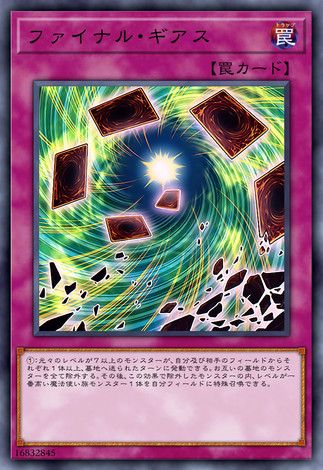 ファイナル・ギアス
トラップ
罠
【罠カード】
①：元々のレベルが７以上のモンスターが、自分及び相手のフィールドからそ
れぞれ１体以上、墓地へ送られたターンに発動できる。お互いの墓地のモンス
ターを全て除外する。その後、この効果で除外したモンスターの内、レベルが一
番高い魔法使い族モンスター１体を自分フィールドに特殊召喚できる。
16832845